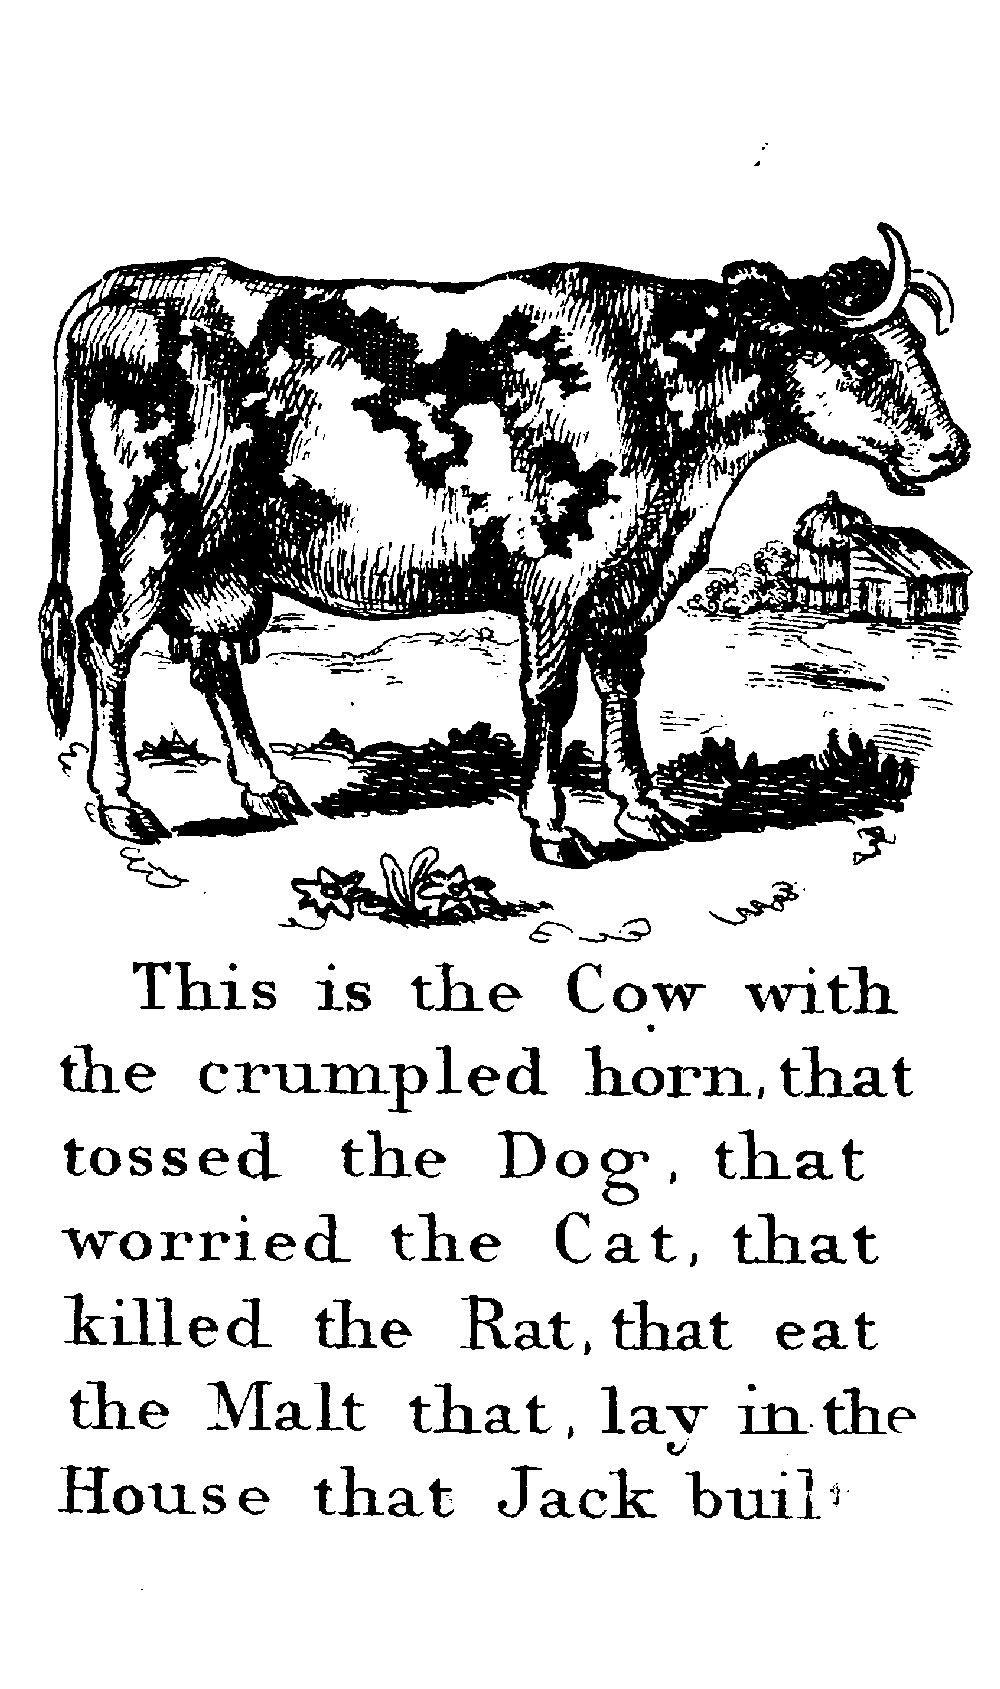 This is the Cow with
the crumpled horn, that
tossed the Dog, that
worried the Cat, that
killed the Rat, that eat
the Malt that, lay in the
House that Jack built